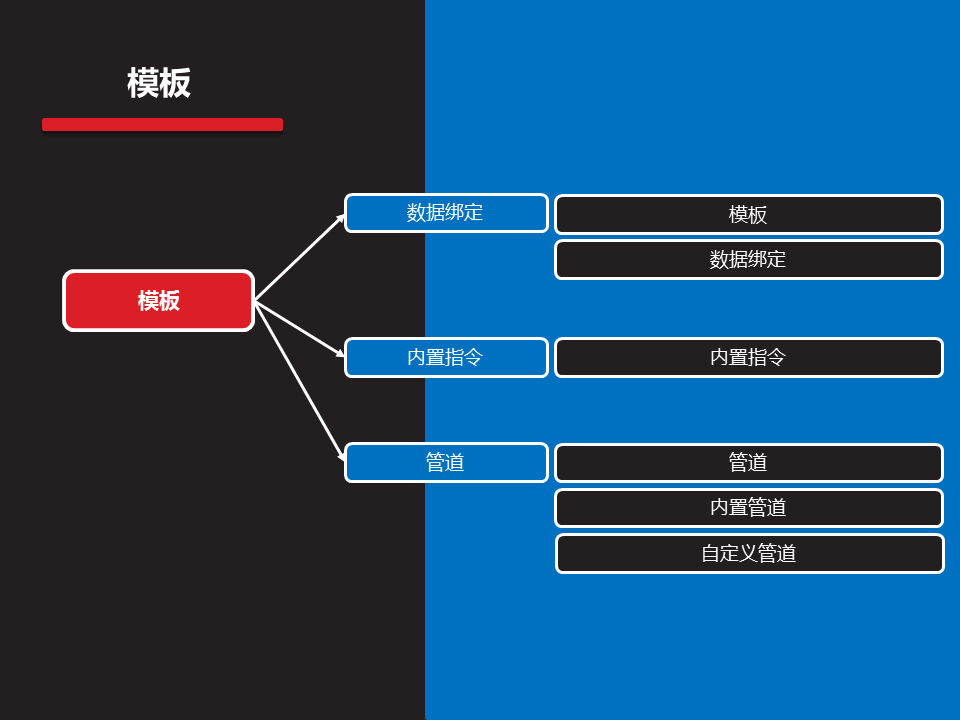 模板
模板
数据绑定
模板
数据绑定
内置指令
内置指令
管道
管道
内置管道
自定义管道